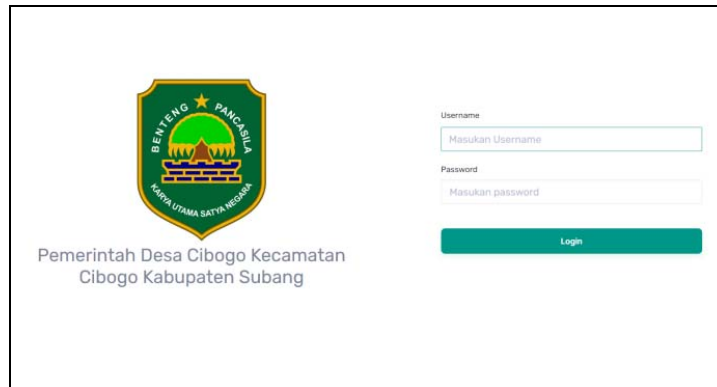 BENTENG PANCASILA
KARYA UTAMA SATYA NEGARA
Pemerintah Desa Cibogo Kecamatan
Cibogo Kabupaten Subang
Username
Masukan Username
Password
Masukan password
Login